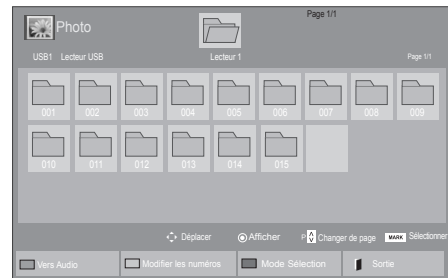 Photo
Page 1/1
USB1 Lecteur USB
Lecteur 1
Page 1/1
001 002 003 004 005 006 007 008 009
010 011 012 013 014 015
Déplacer Afficher P Changer de page MARK Sélectionner
Vers Audio Modifier les numéros Mode Sélection Sortie